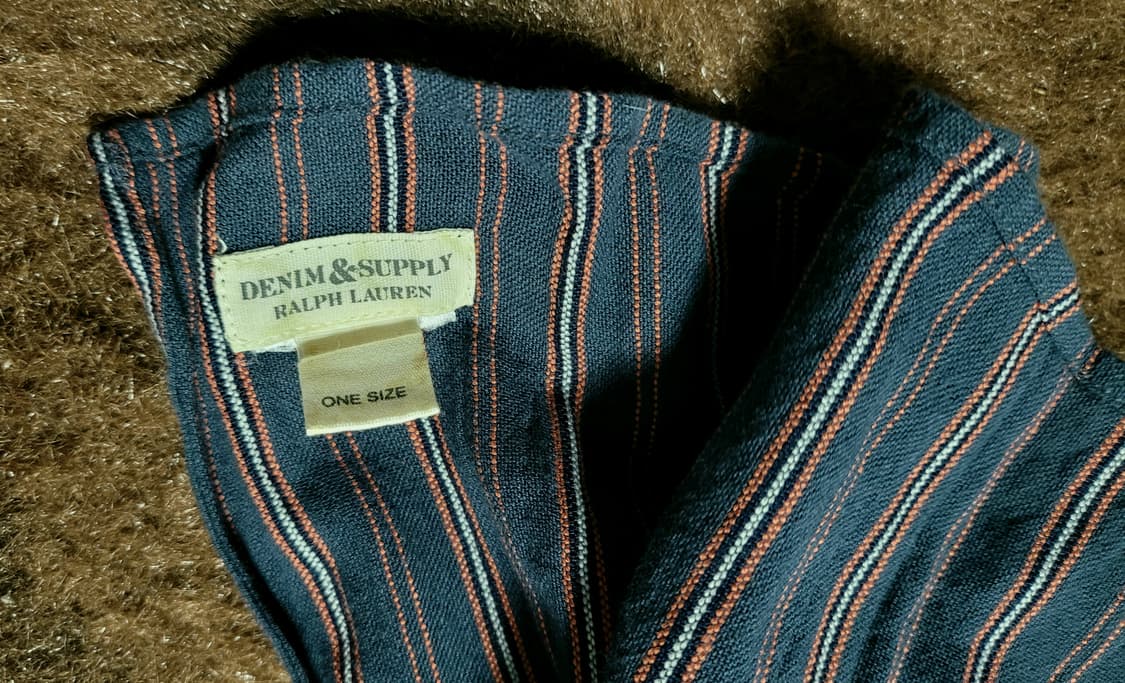 DENIM & SUPPLY
RALPH LAUREN
ONE SIZE